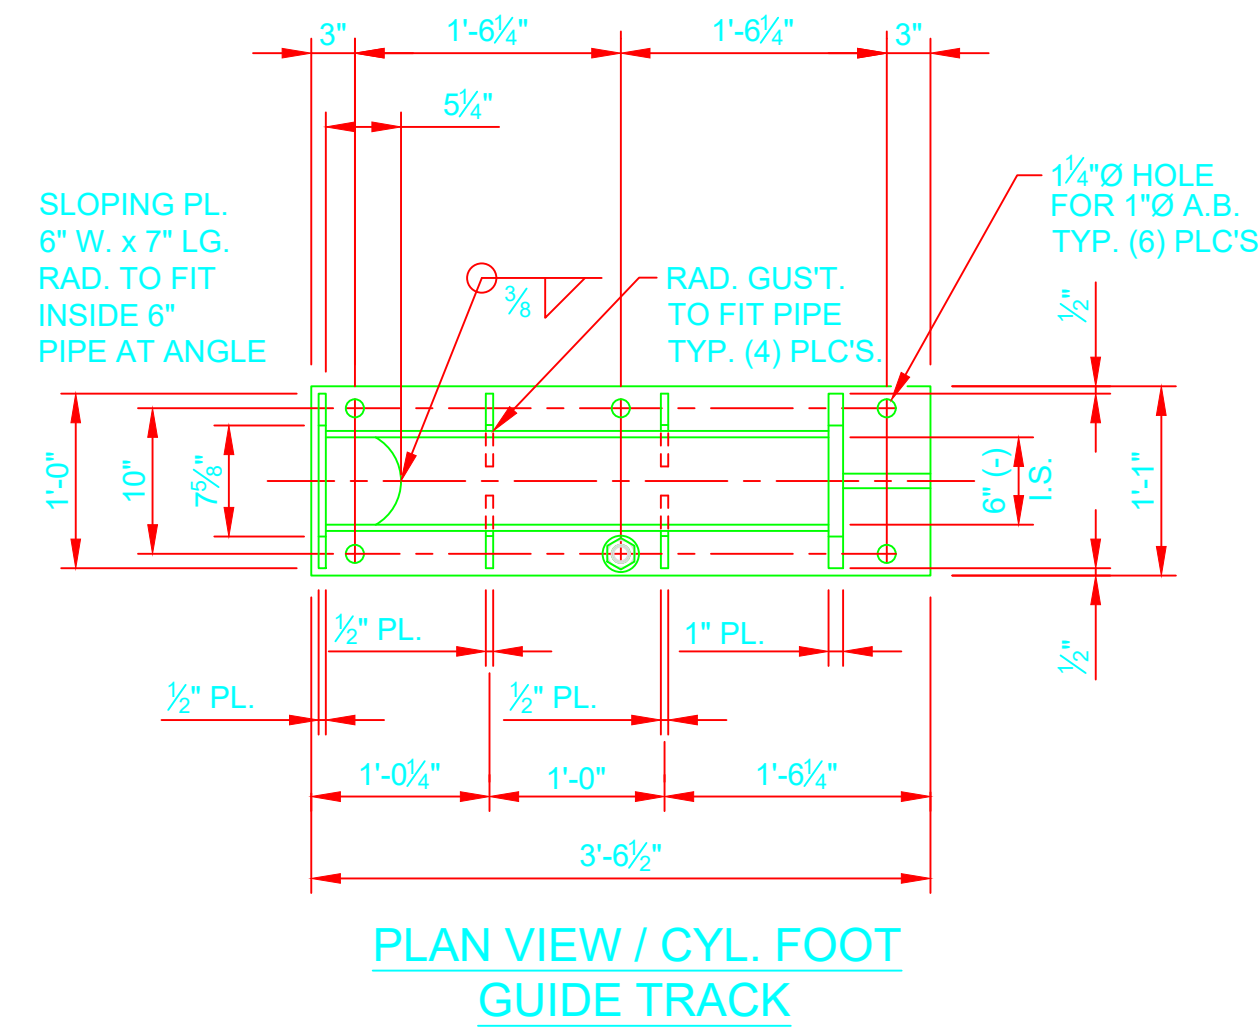 3"
1'-6¼"
1'-6¼"
3"
5¼"
SLOPING PL.
6" W. x 7" LG.
RAD. TO FIT
INSIDE 6"
PIPE AT ANGLE
⅜
RAD. GUS'T.
TO FIT PIPE
TYP. (4) PLC'S.
1¼"Ø HOLE
FOR 1"Ø A.B.
TYP. (6) PLC'S
½"
1'-0"
10"
7⅝"
6" (-)
I.S.
1'-1"
½"
½" PL.
1" PL.
½" PL.
½" PL.
1'-0¼"
1'-0"
1'-6¼"
3'-6½"
PLAN VIEW / CYL. FOOT
GUIDE TRACK